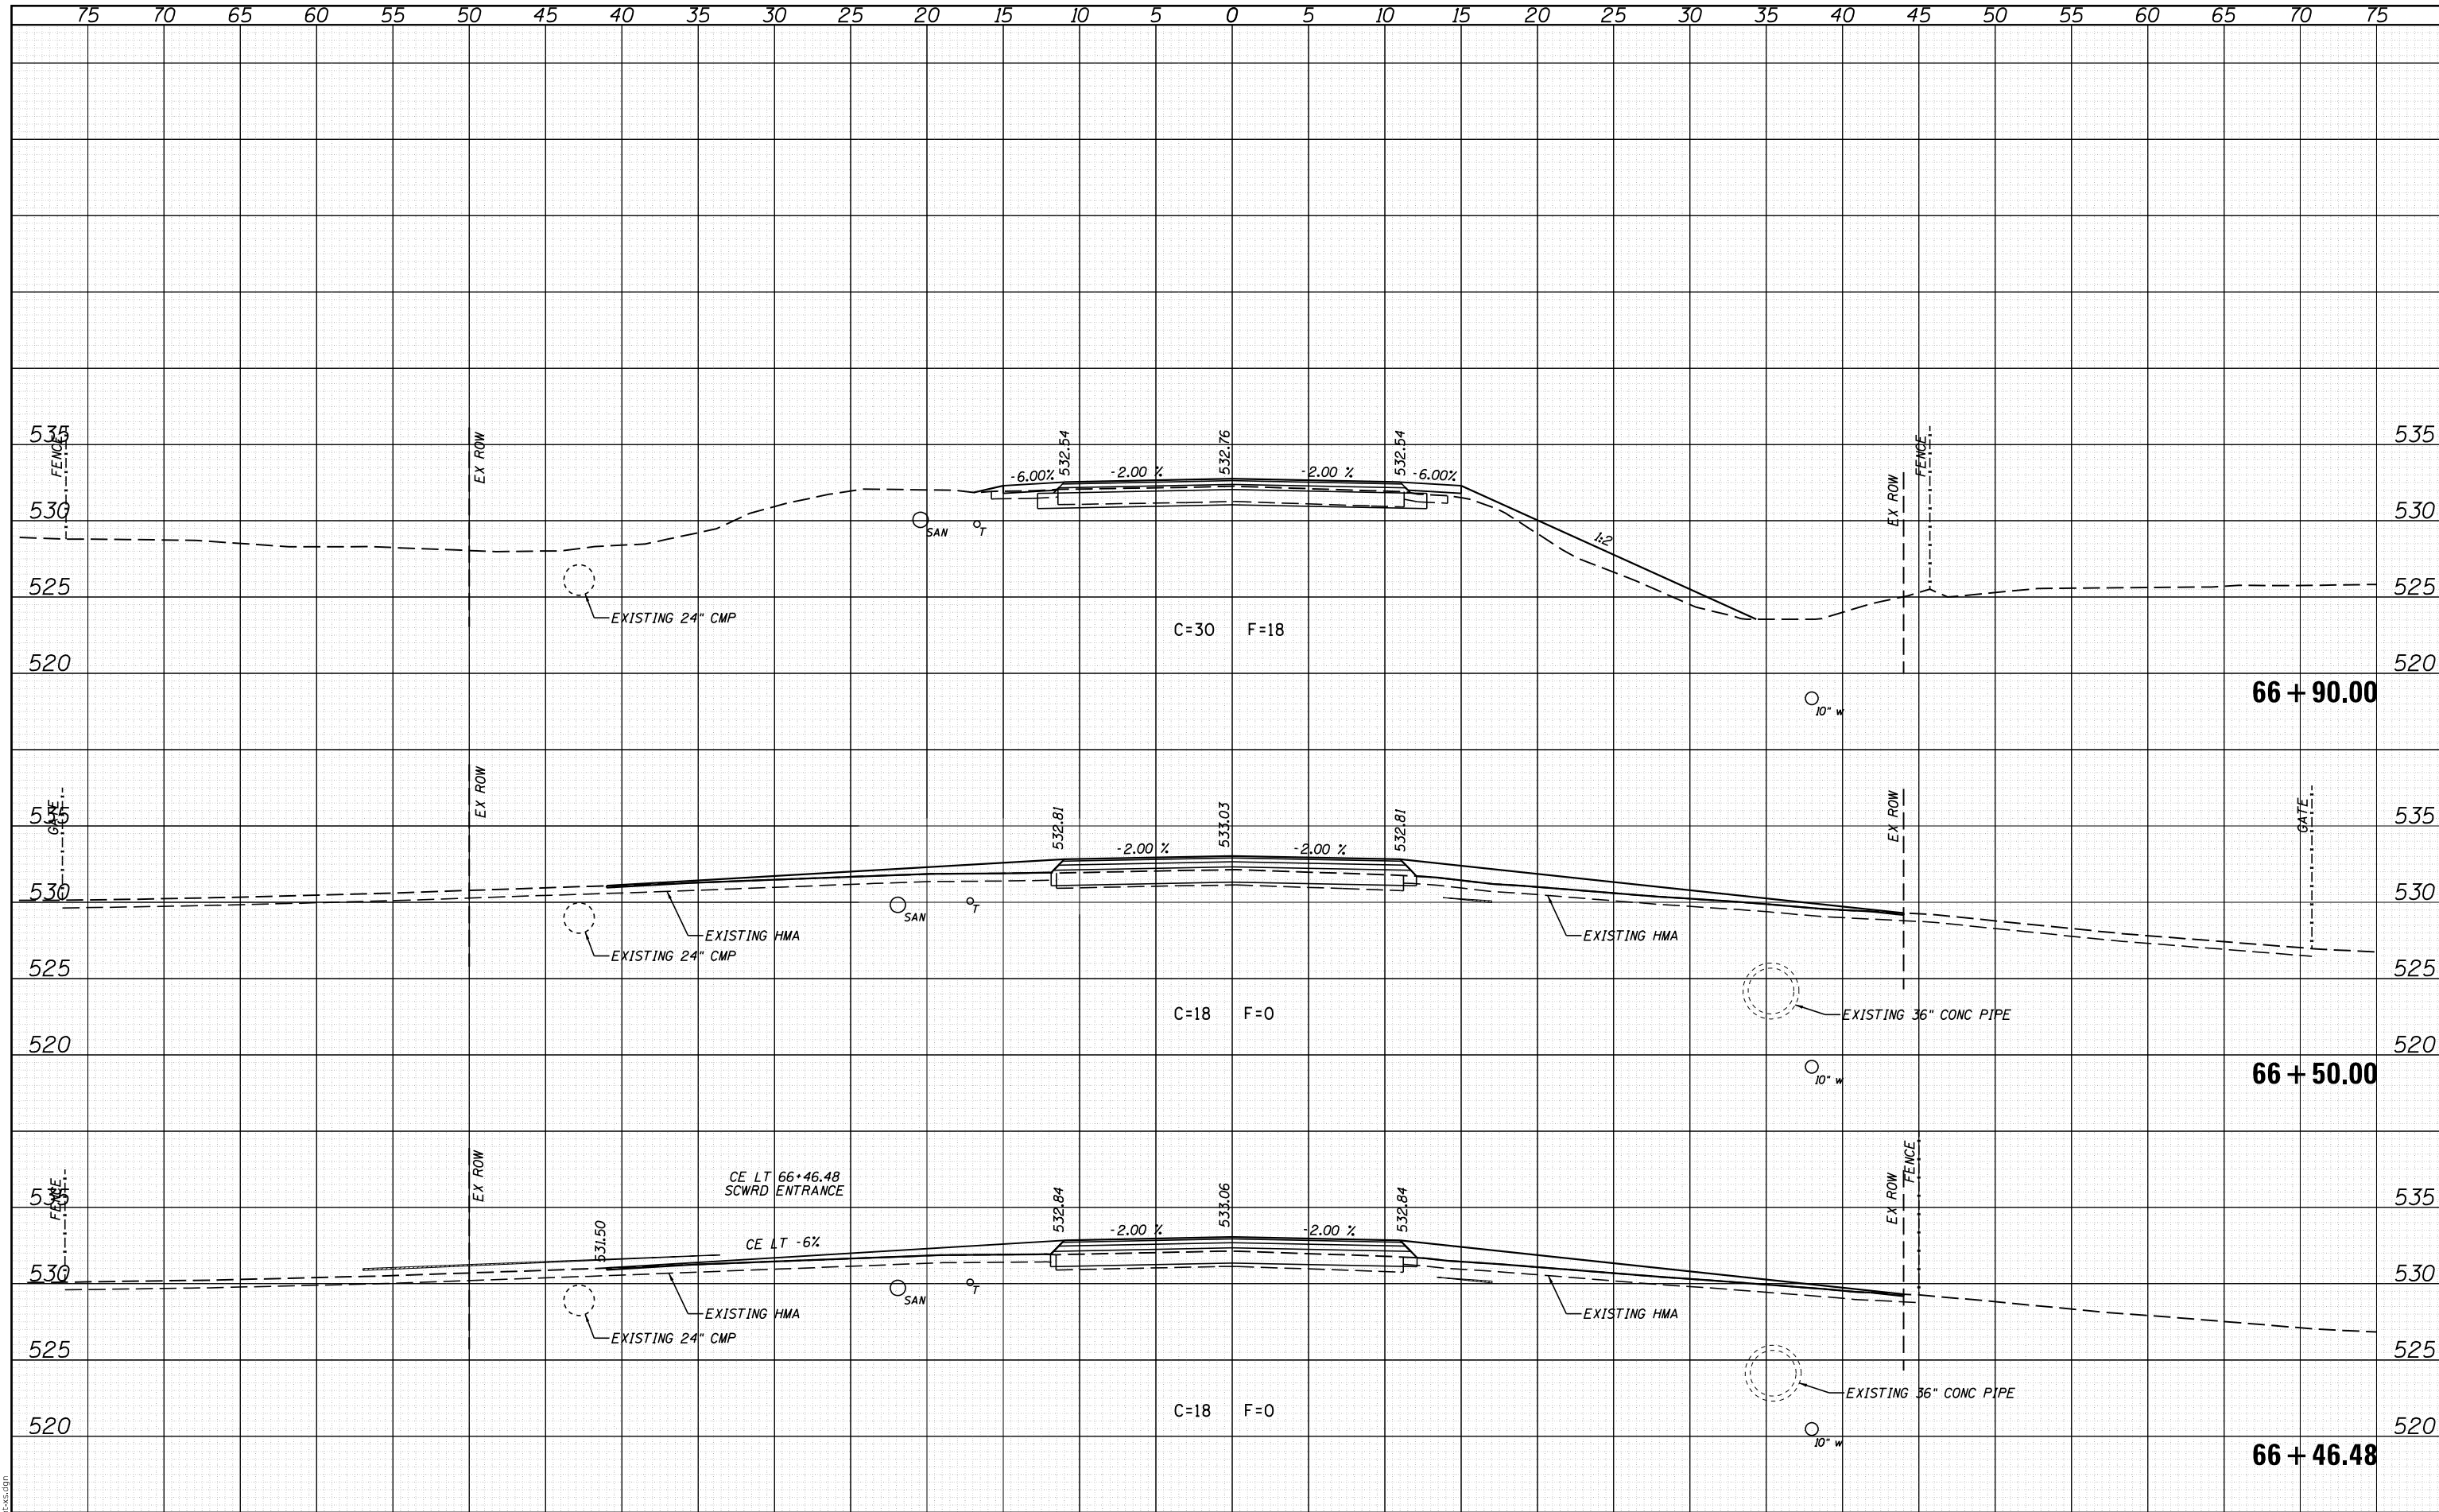 75 70 65 60 55 50 45 40 35 30 25 20 15 10 5 0 5 10 15 20 25 30 35 40 45 50 55 60 65 70 75
535 FENCE EX ROW -6.00% 532.54 -2.00 % 532.76 -2.00 % 532.54 -6.00% EX ROW FENCE 535
530 SAN T 1:2 530
525 EXISTING 24" CMP 525
C=30 F=18
520 520
66+90.00
10" W
GATE EX ROW 532.81 533.03 532.81 EX ROW GATE
535 535
-2.00 % -2.00 %
530 SAN T 530
EXISTING HMA EXISTING HMA
EXISTING 24" CMP
525 525
C=18 F=0 EXISTING 36" CONC PIPE
520 520
66+50.00
10" W
FENCE EX ROW CE LT 66+46.48 EX ROW FENCE
SCWRD ENTRANCE
535 532.84 533.06 532.84 535
531.50 CE LT -6% -2.00 % -2.00 %
530 SAN T 530
EXISTING HMA EXISTING HMA
EXISTING 24" CMP
525 525
EXISTING 36" CONC PIPE
C=18 F=0
520 520
10" W
66+46.48
t-xs.dgn